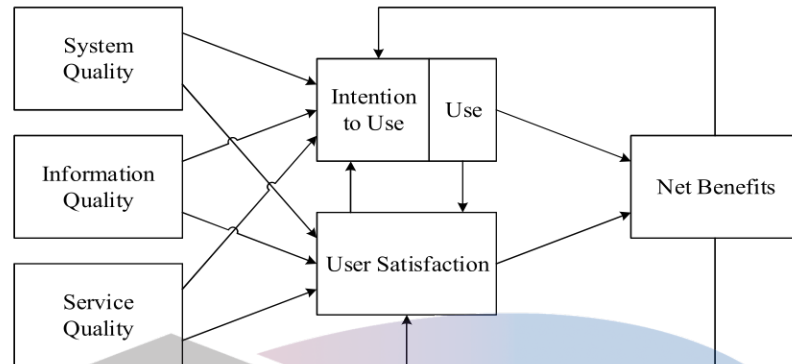 System
Quality
Information
Quality
Service
Quality
Intention
to Use
Use
User Satisfaction
Net Benefits